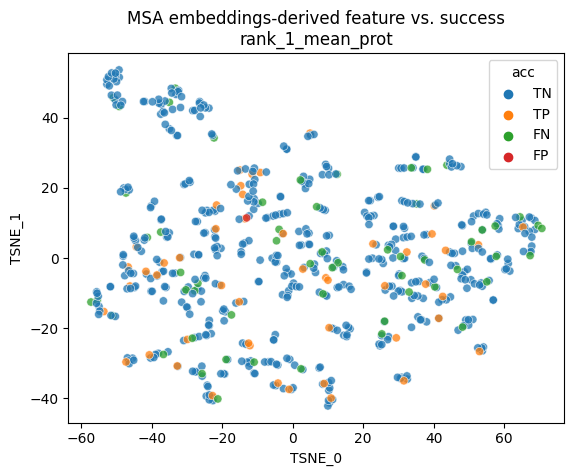 MSA embeddings-derived feature vs. success
rank_1_mean_prot
acc
TN
TP
FN
FP
TSNE_1
40
20
0
−20
−40
−60 −40 −20 0 20 40 60
TSNE_0